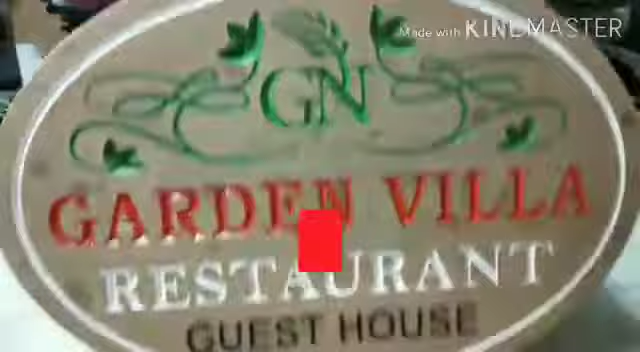 Made with KINEMASTER
GN
GARDEN VILLA
RESTAURANT
GUEST HOUSE